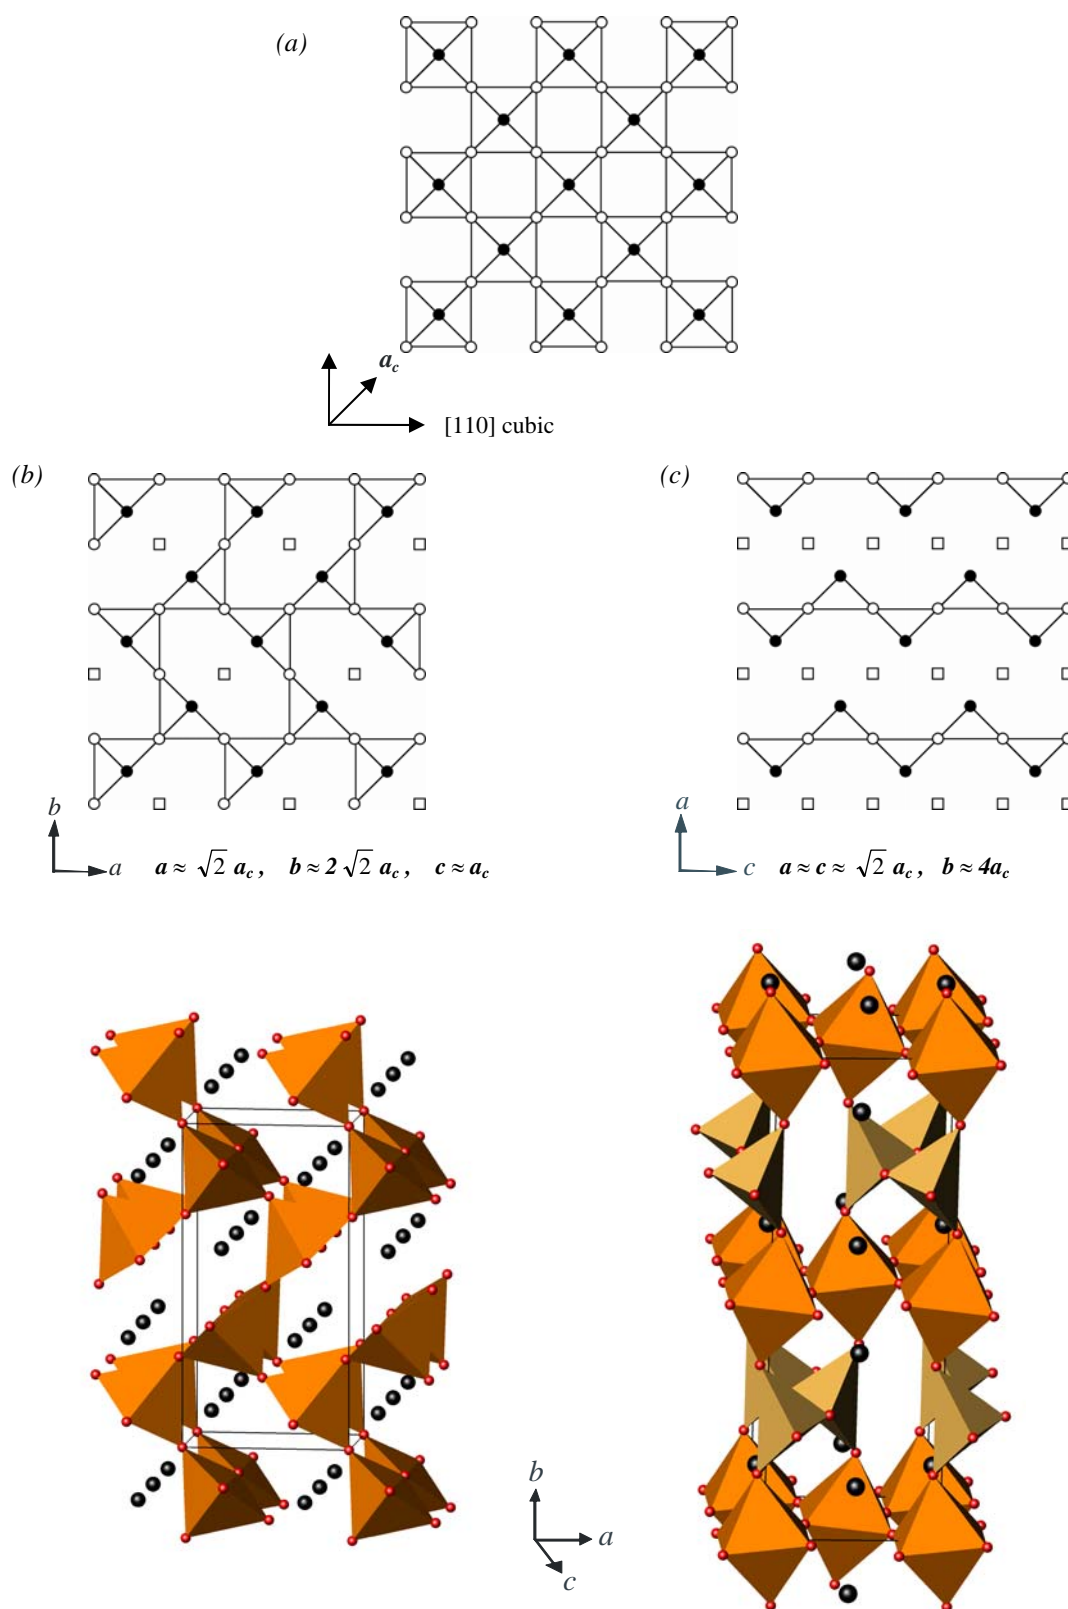 (a)
a_c
[110] cubic
(b)
(c)
b
a
a ≈ √2 a_c , b ≈ 2 √2 a_c , c ≈ a_c
a
c
a ≈ c ≈ √2 a_c , b ≈ 4a_c
b
a
c